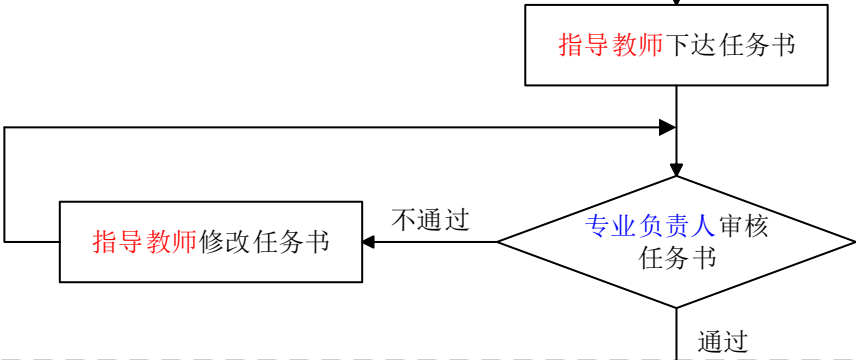 指导教师下达任务书
不通过
专业负责人审核
任务书
指导教师修改任务书
通过